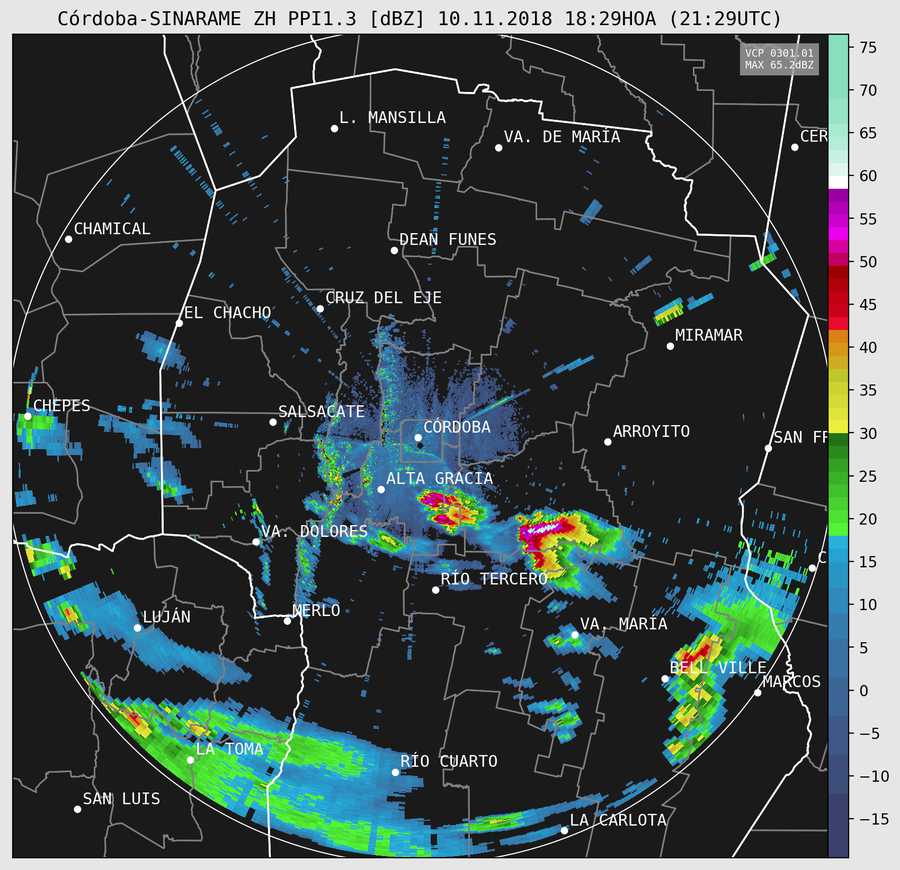 Córdoba-SINARAME ZH PPI1.3 [dBZ] 10.11.2018 18:29HOA (21:29UTC)
VCP 0301.01
MAX 65.2dBZ
L. MANSILLA
VA. DE MARÍA
CER
CHAMICAL
DEAN FUNES
CRUZ DEL EJE
EL CHACHO
MIRAMAR
CHEPES
SALSACATE
CÓRDOBA
ARROYITO
SAN FR
ALTA GRACIA
VA. DOLORES
C
RÍO TERCERO
MERLO
LUJÁN
VA. MARÍA
BELL VILLE
MARCOS
LA TOMA
RÍO CUARTO
SAN LUIS
LA CARLOTA
75
70
65
60
55
50
45
40
35
30
25
20
15
10
5
0
−5
−10
−15